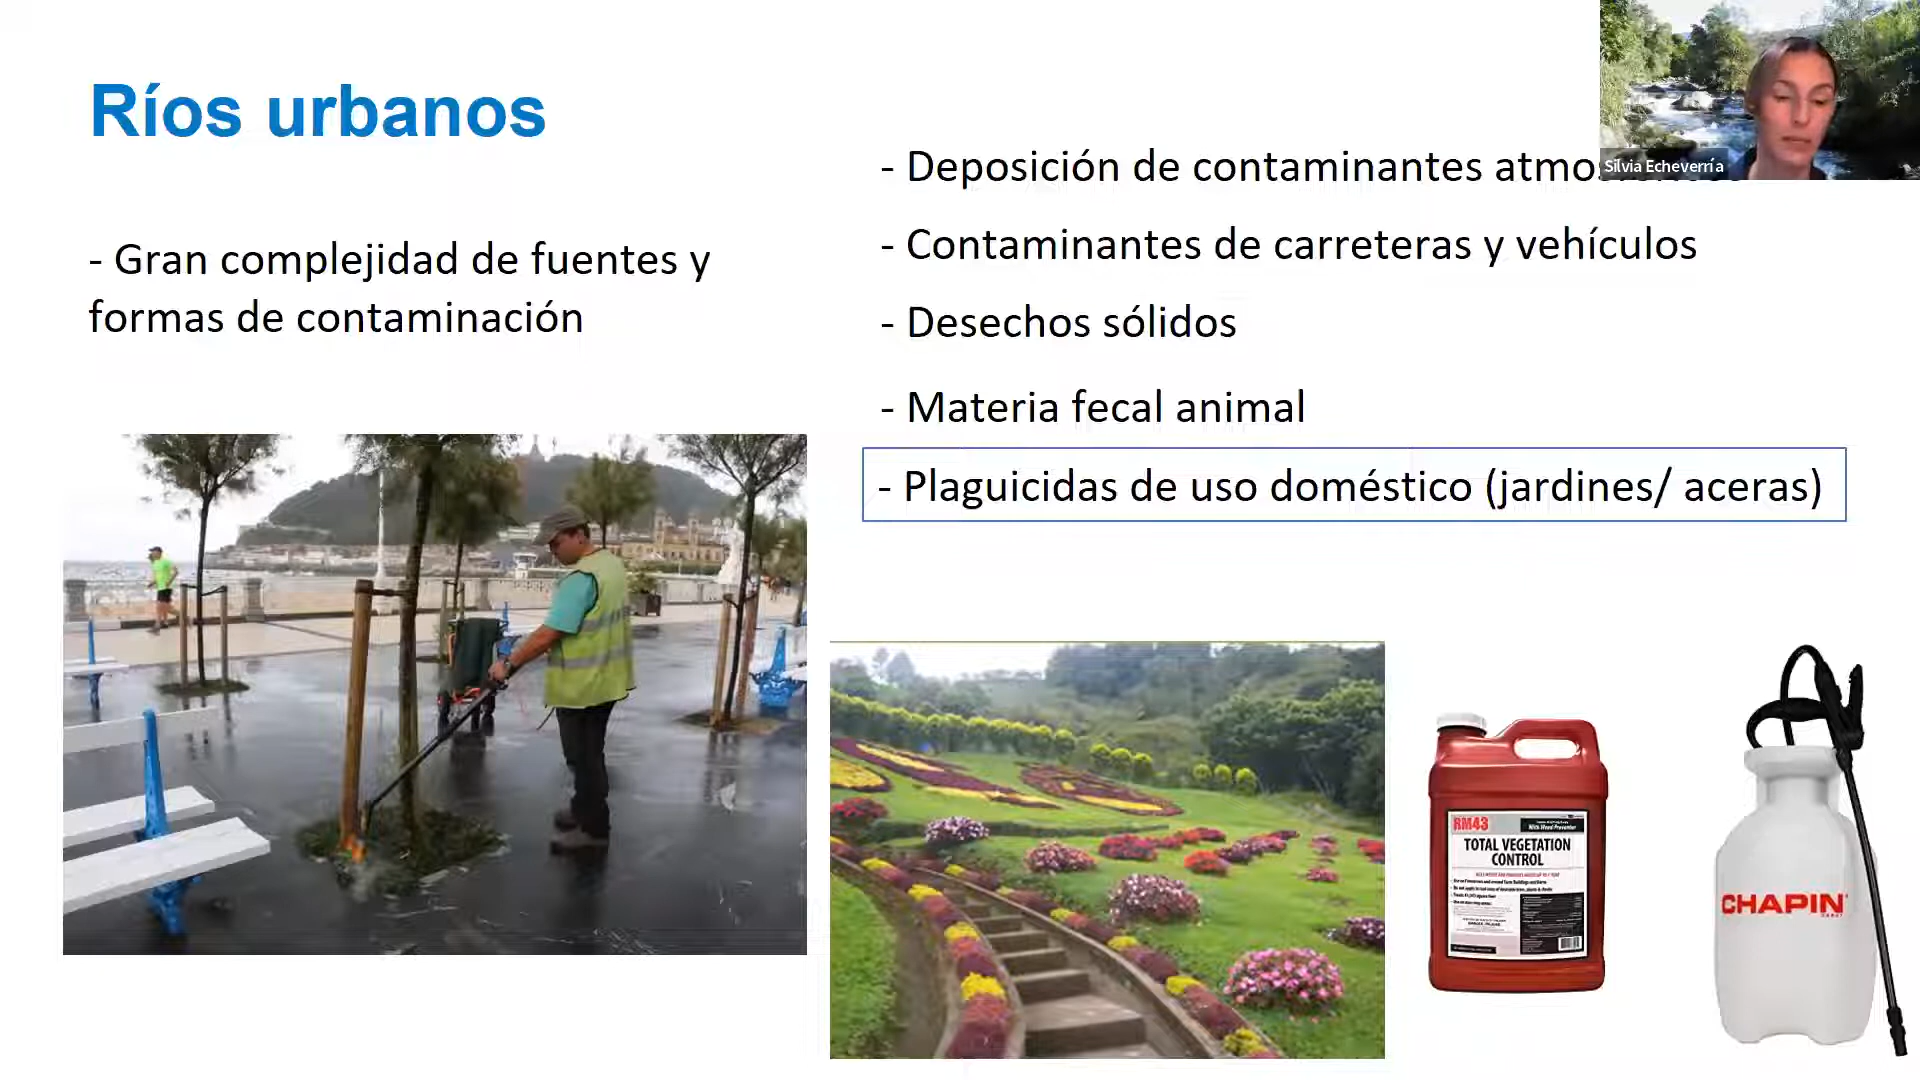 Ríos urbanos
- Gran complejidad de fuentes y
formas de contaminación
- Deposición de contaminantes
Silvia Echeverría
- Contaminantes de carreteras y vehículos
- Desechos sólidos
- Materia fecal animal
- Plaguicidas de uso doméstico (jardines/ aceras)
RM43
TOTAL VEGETATION
CONTROL
CHAPIN